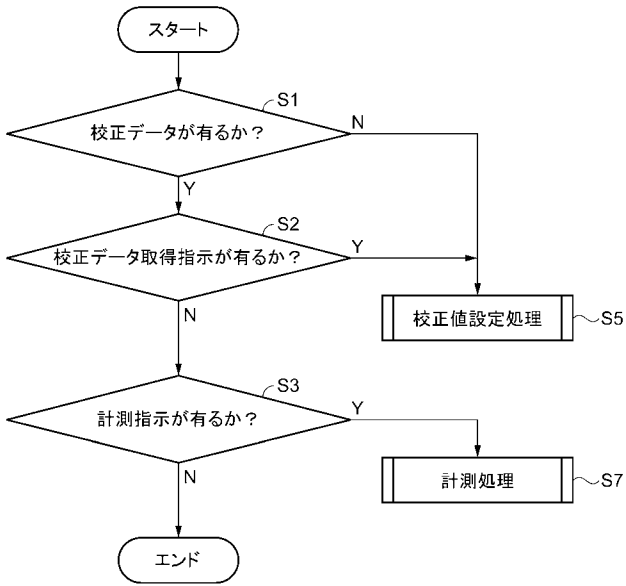 スタート
S1
校正データが有るか？
N
Y
S2
校正データ取得指示が有るか？
Y
N
校正値設定処理
S5
S3
計測指示が有るか？
Y
N
計測処理
S7
エンド